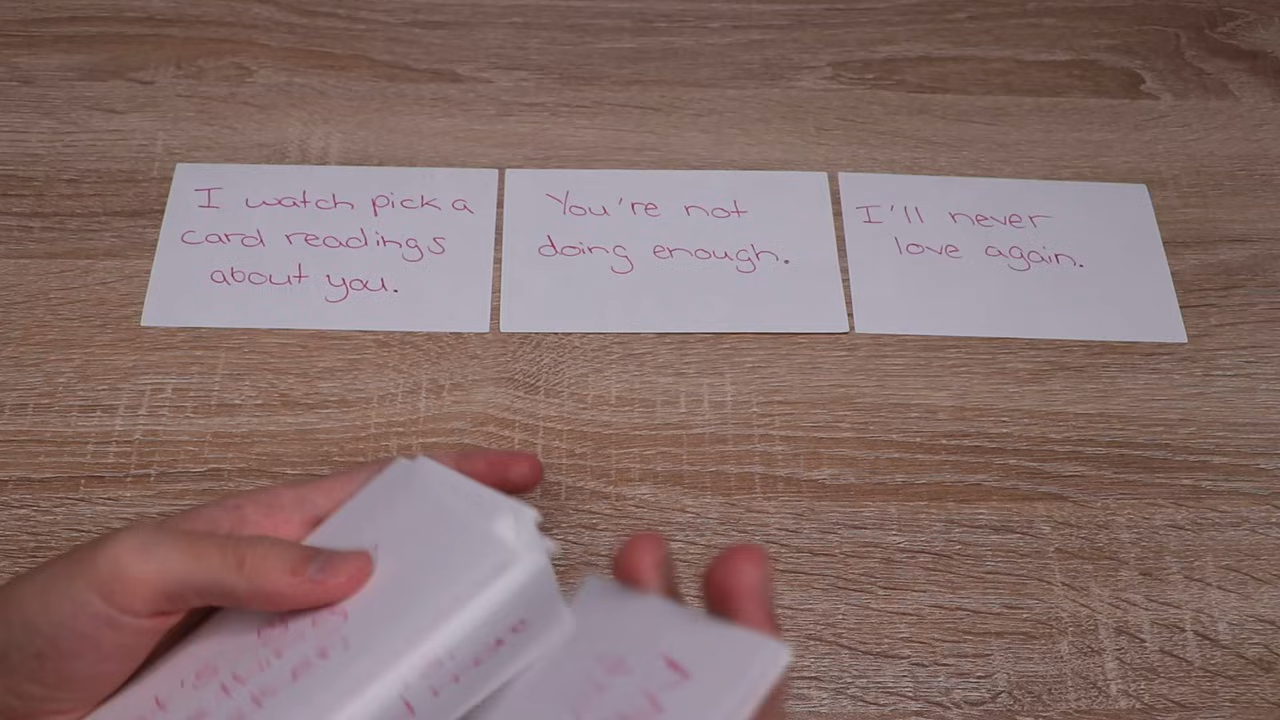 I watch pick a
card readings
about you.
You're not
doing enough.
I'll never
love again.